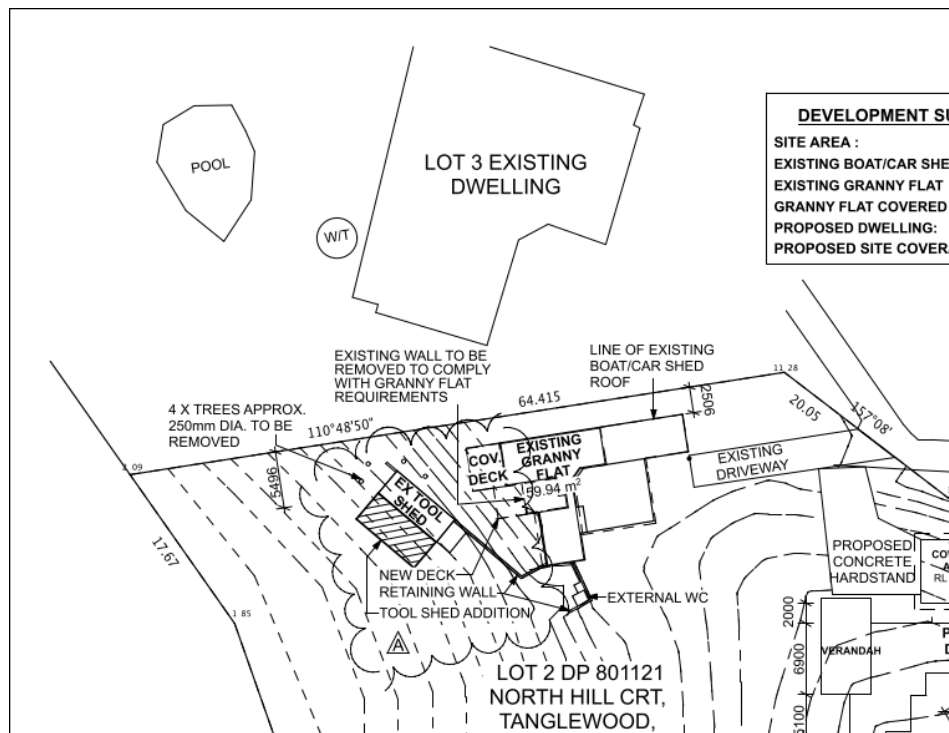 POOL
LOT 3 EXISTING
DWELLING
W/T
DEVELOPMENT SU
SITE AREA :
EXISTING BOAT/CAR SHE
EXISTING GRANNY FLAT
GRANNY FLAT COVERED
PROPOSED DWELLING:
PROPOSED SITE COVER
EXISTING WALL TO BE
REMOVED TO COMPLY
WITH GRANNY FLAT
REQUIREMENTS
LINE OF EXISTING
BOAT/CAR SHED
ROOF
11 28
4 X TREES APPROX.
250mm DIA. TO BE
REMOVED
110°48'50"
64.415
2506
20.05
157°08'
5496
COV.
DECK
EXISTING
GRANNY
FLAT
59.94 m²
EXISTING
DRIVEWAY
EX TOOL
SHED
17.67
1 85
NEW DECK
RETAINING WALL
TOOL SHED ADDITION
EXTERNAL WC
PROPOSED
CONCRETE
HARDSTAND
CO
A
RL
2000
6900
VERANDAH
P
D
5100
A
LOT 2 DP 801121
NORTH HILL CRT,
TANGLEWOOD,